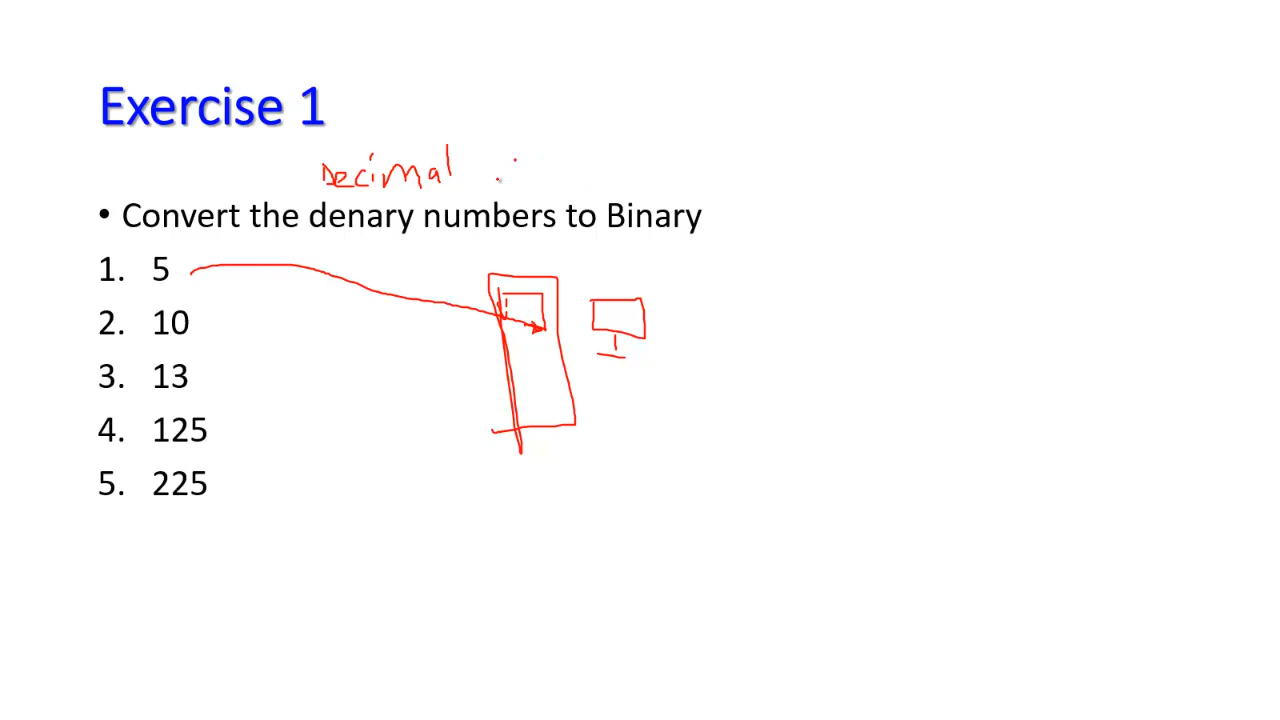 Exercise 1
Decimal
• Convert the denary numbers to Binary
1. 5
2. 10
3. 13
4. 125
5. 225